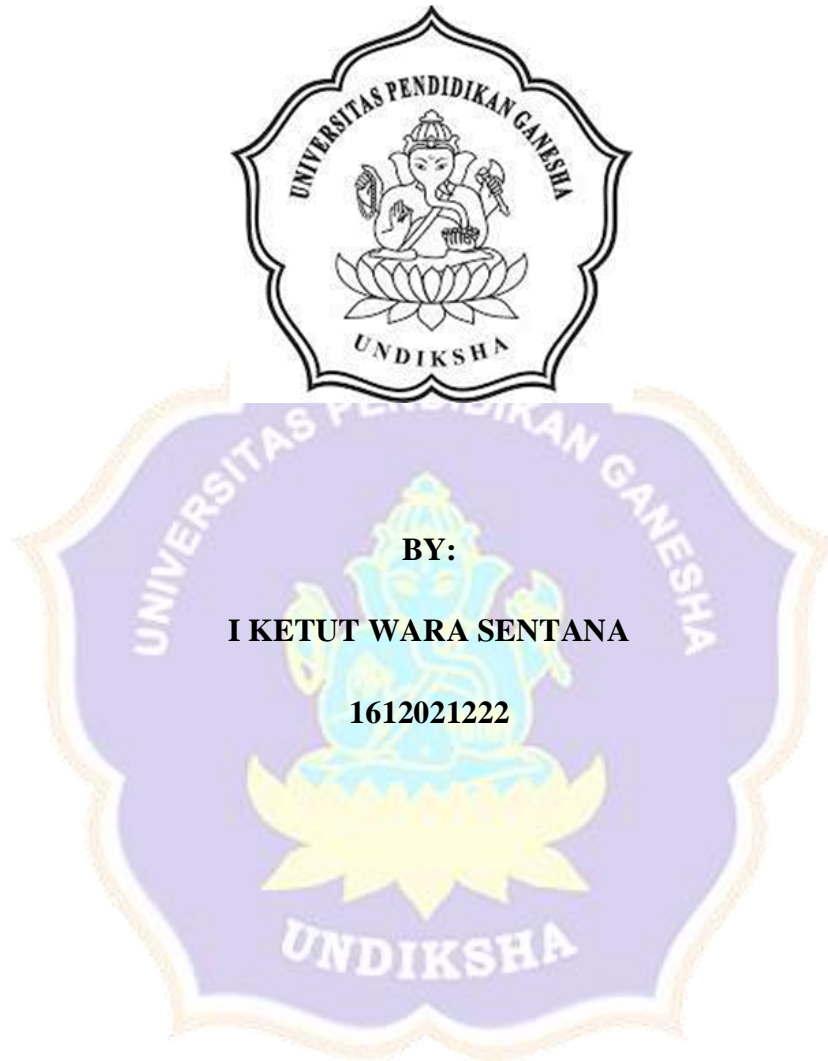 UNIVERSITAS PENDIDIKAN GANESHA
UNDIKSHA
UNIVERSITAS PENDIDIKAN GANESHA
BY:
I KETUT WARA SENTANA
1612021222
UNDIKSHA